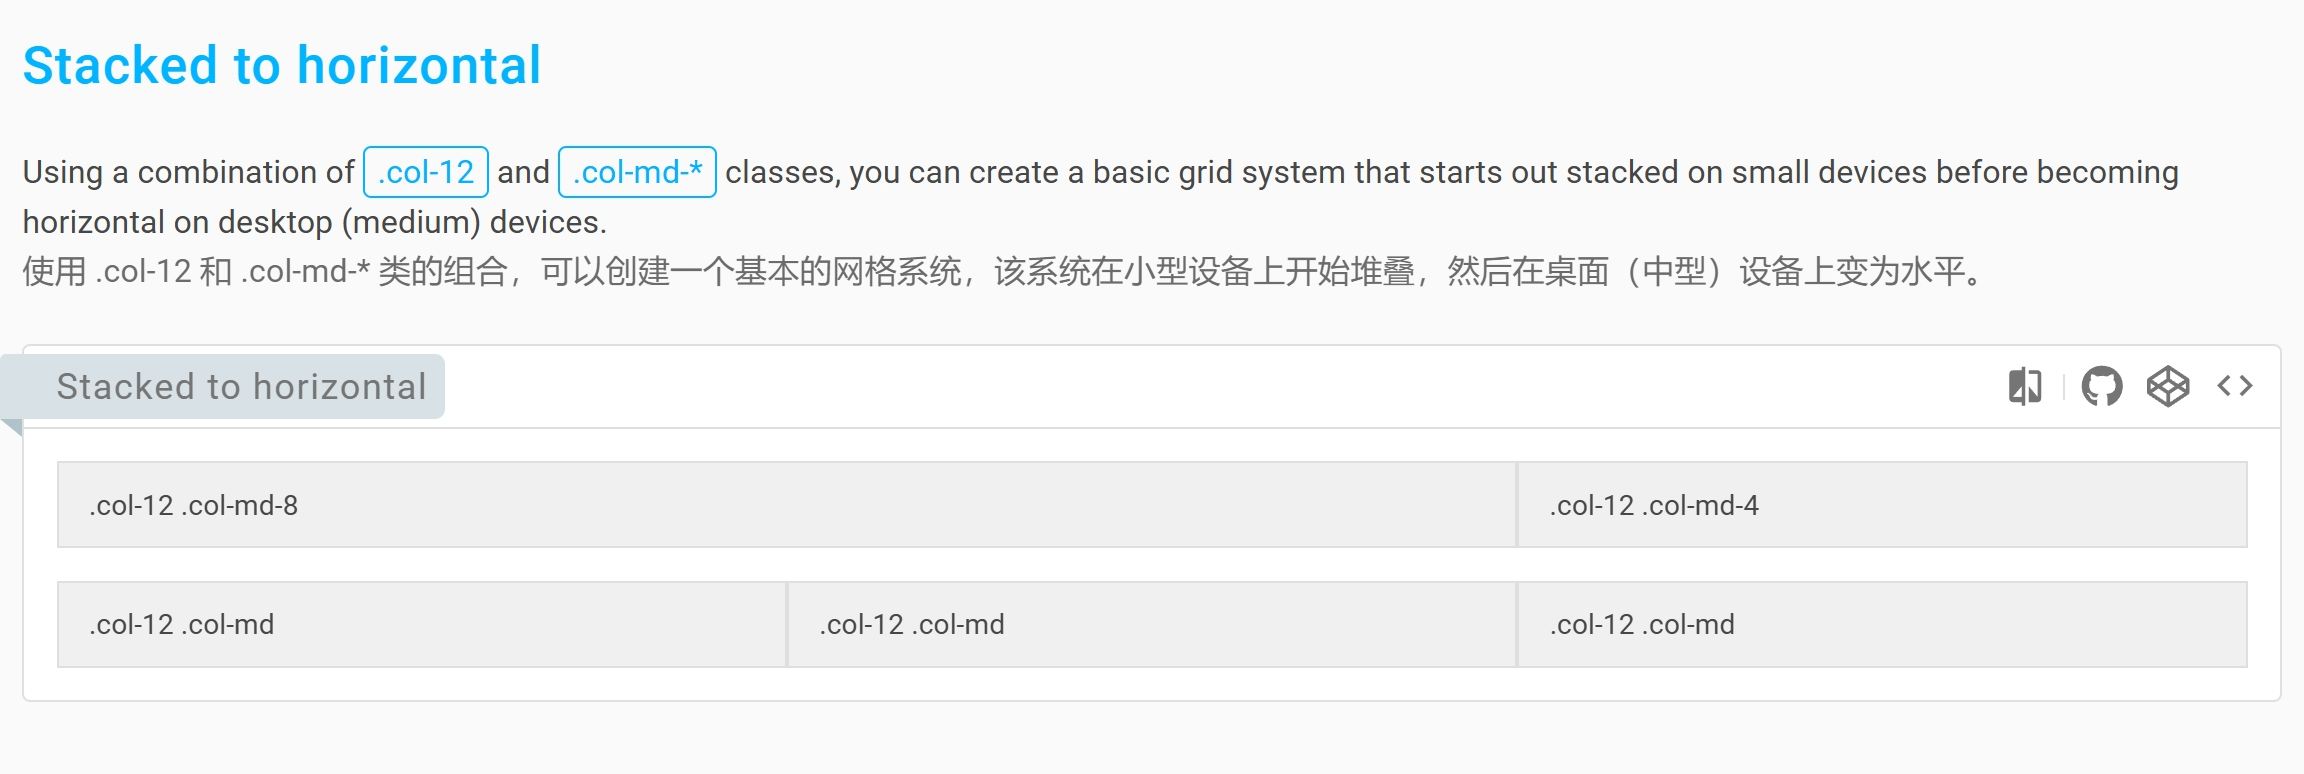 Stacked to horizontal
Using a combination of .col-12 and .col-md-* classes, you can create a basic grid system that starts out stacked on small devices before becoming
horizontal on desktop (medium) devices.
使用 .col-12 和 .col-md-* 类的组合，可以创建一个基本的网格系统，该系统在小型设备上开始堆叠，然后在桌面（中型）设备上变为水平。
Stacked to horizontal
.col-12 .col-md-8 .col-12 .col-md-4
.col-12 .col-md .col-12 .col-md .col-12 .col-md